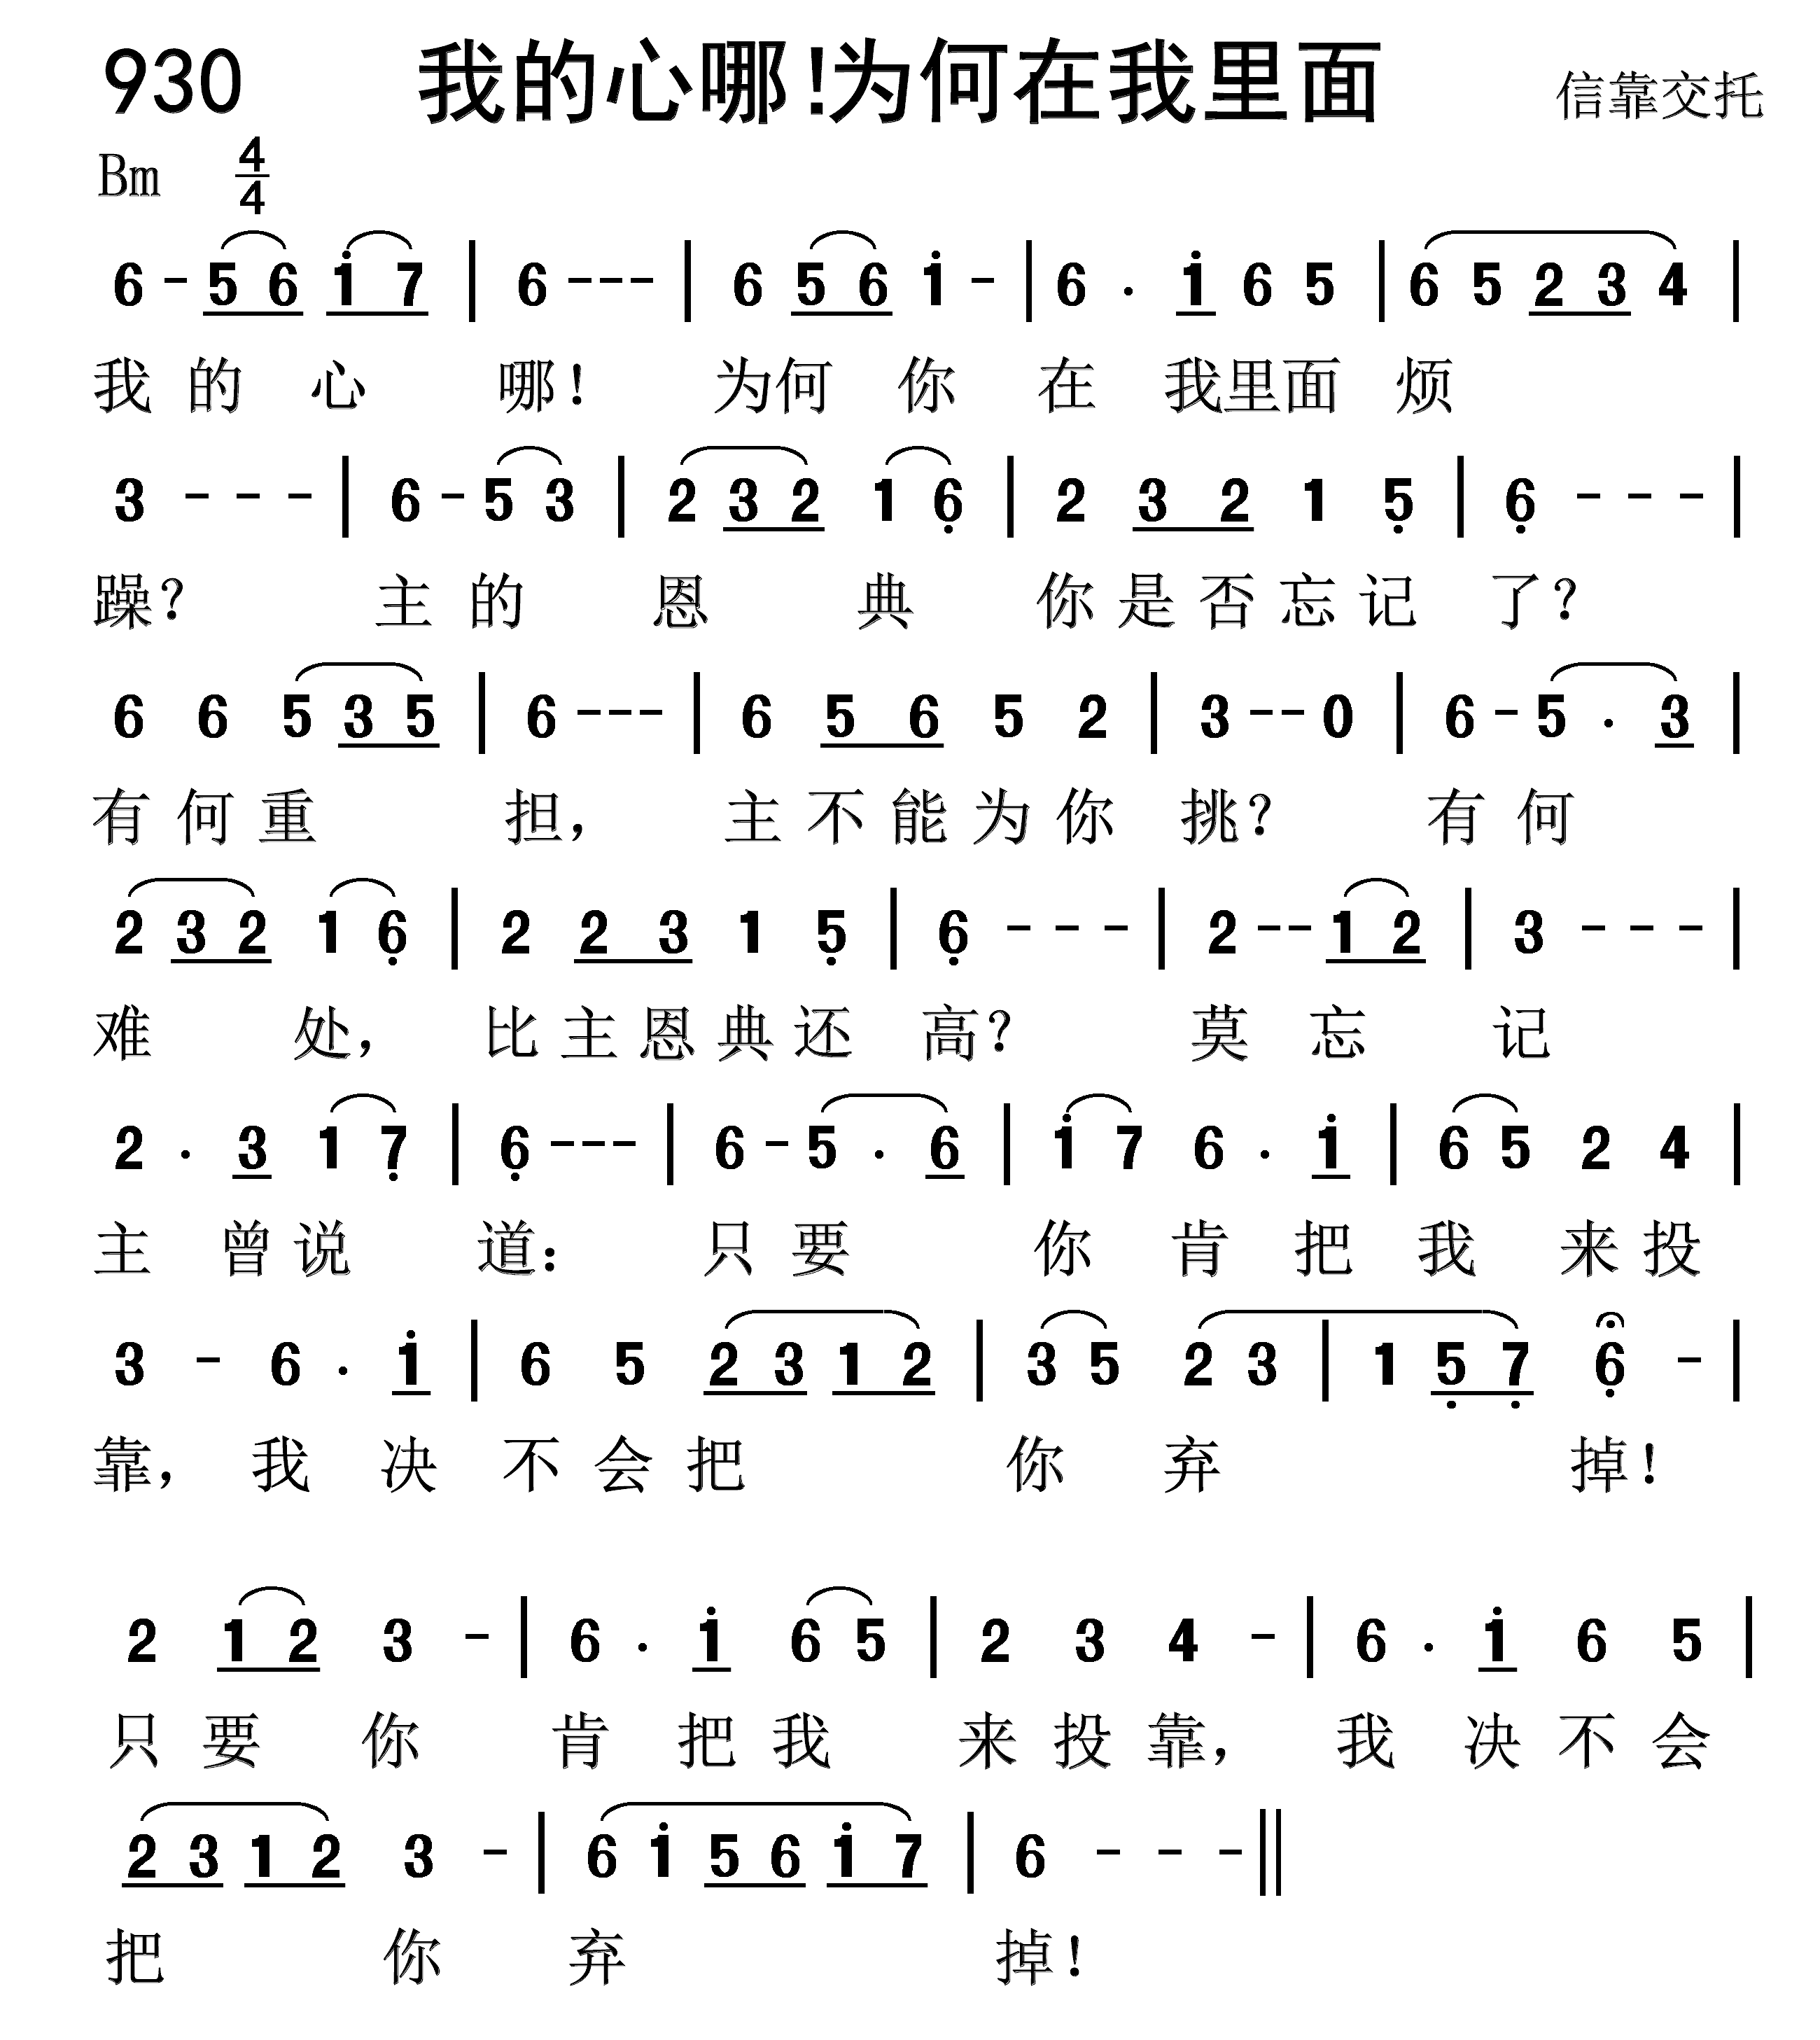 930 我的心哪!为何在我里面 信靠交托
Bm 4/4
6 - 5 6 i 7 | 6 - - - | 6 5 6 i - | 6 . i 6 5 | 6 5 2 3 4 |
我 的 心 哪! 为何 你 在 我里面 烦
3 - - - | 6 - 5 3 | 2 3 2 1 6̣ | 2 3 2 1 5̣ | 6̣ - - - |
躁? 主 的 恩 典 你 是 否 忘 记 了?
6 6 5 3 5 | 6 - - - | 6 5 6 5 2 | 3 - - 0 | 6 - 5 . 3 |
有 何 重 担, 主 不 能 为 你 挑? 有 何
2 3 2 1 6̣ | 2 2 3 1 5̣ | 6̣ - - - | 2 - - 1 2 | 3 - - - |
难 处, 比 主 恩 典 还 高? 莫 忘 记
2 . 3 1 7̣ | 6̣ - - - | 6 - 5 . 6 | i 7 6 . i | 6 5 2 4 |
主 曾 说 道: 只 要 你 肯 把 我 来 投
3 - 6 . i | 6 5 2 3 1 2 | 3 5 2 3 | 1 5̣ 7̣ 6̣ - |
靠, 我 决 不 会 把 你 弃 掉!
2 1 2 3 - | 6 . i 6 5 | 2 3 4 - | 6 . i 6 5 |
只 要 你 肯 把 我 来 投 靠, 我 决 不 会
2 3 1 2 3 - | 6 i 5 6 i 7 | 6 - - - ||
把 你 弃 掉!